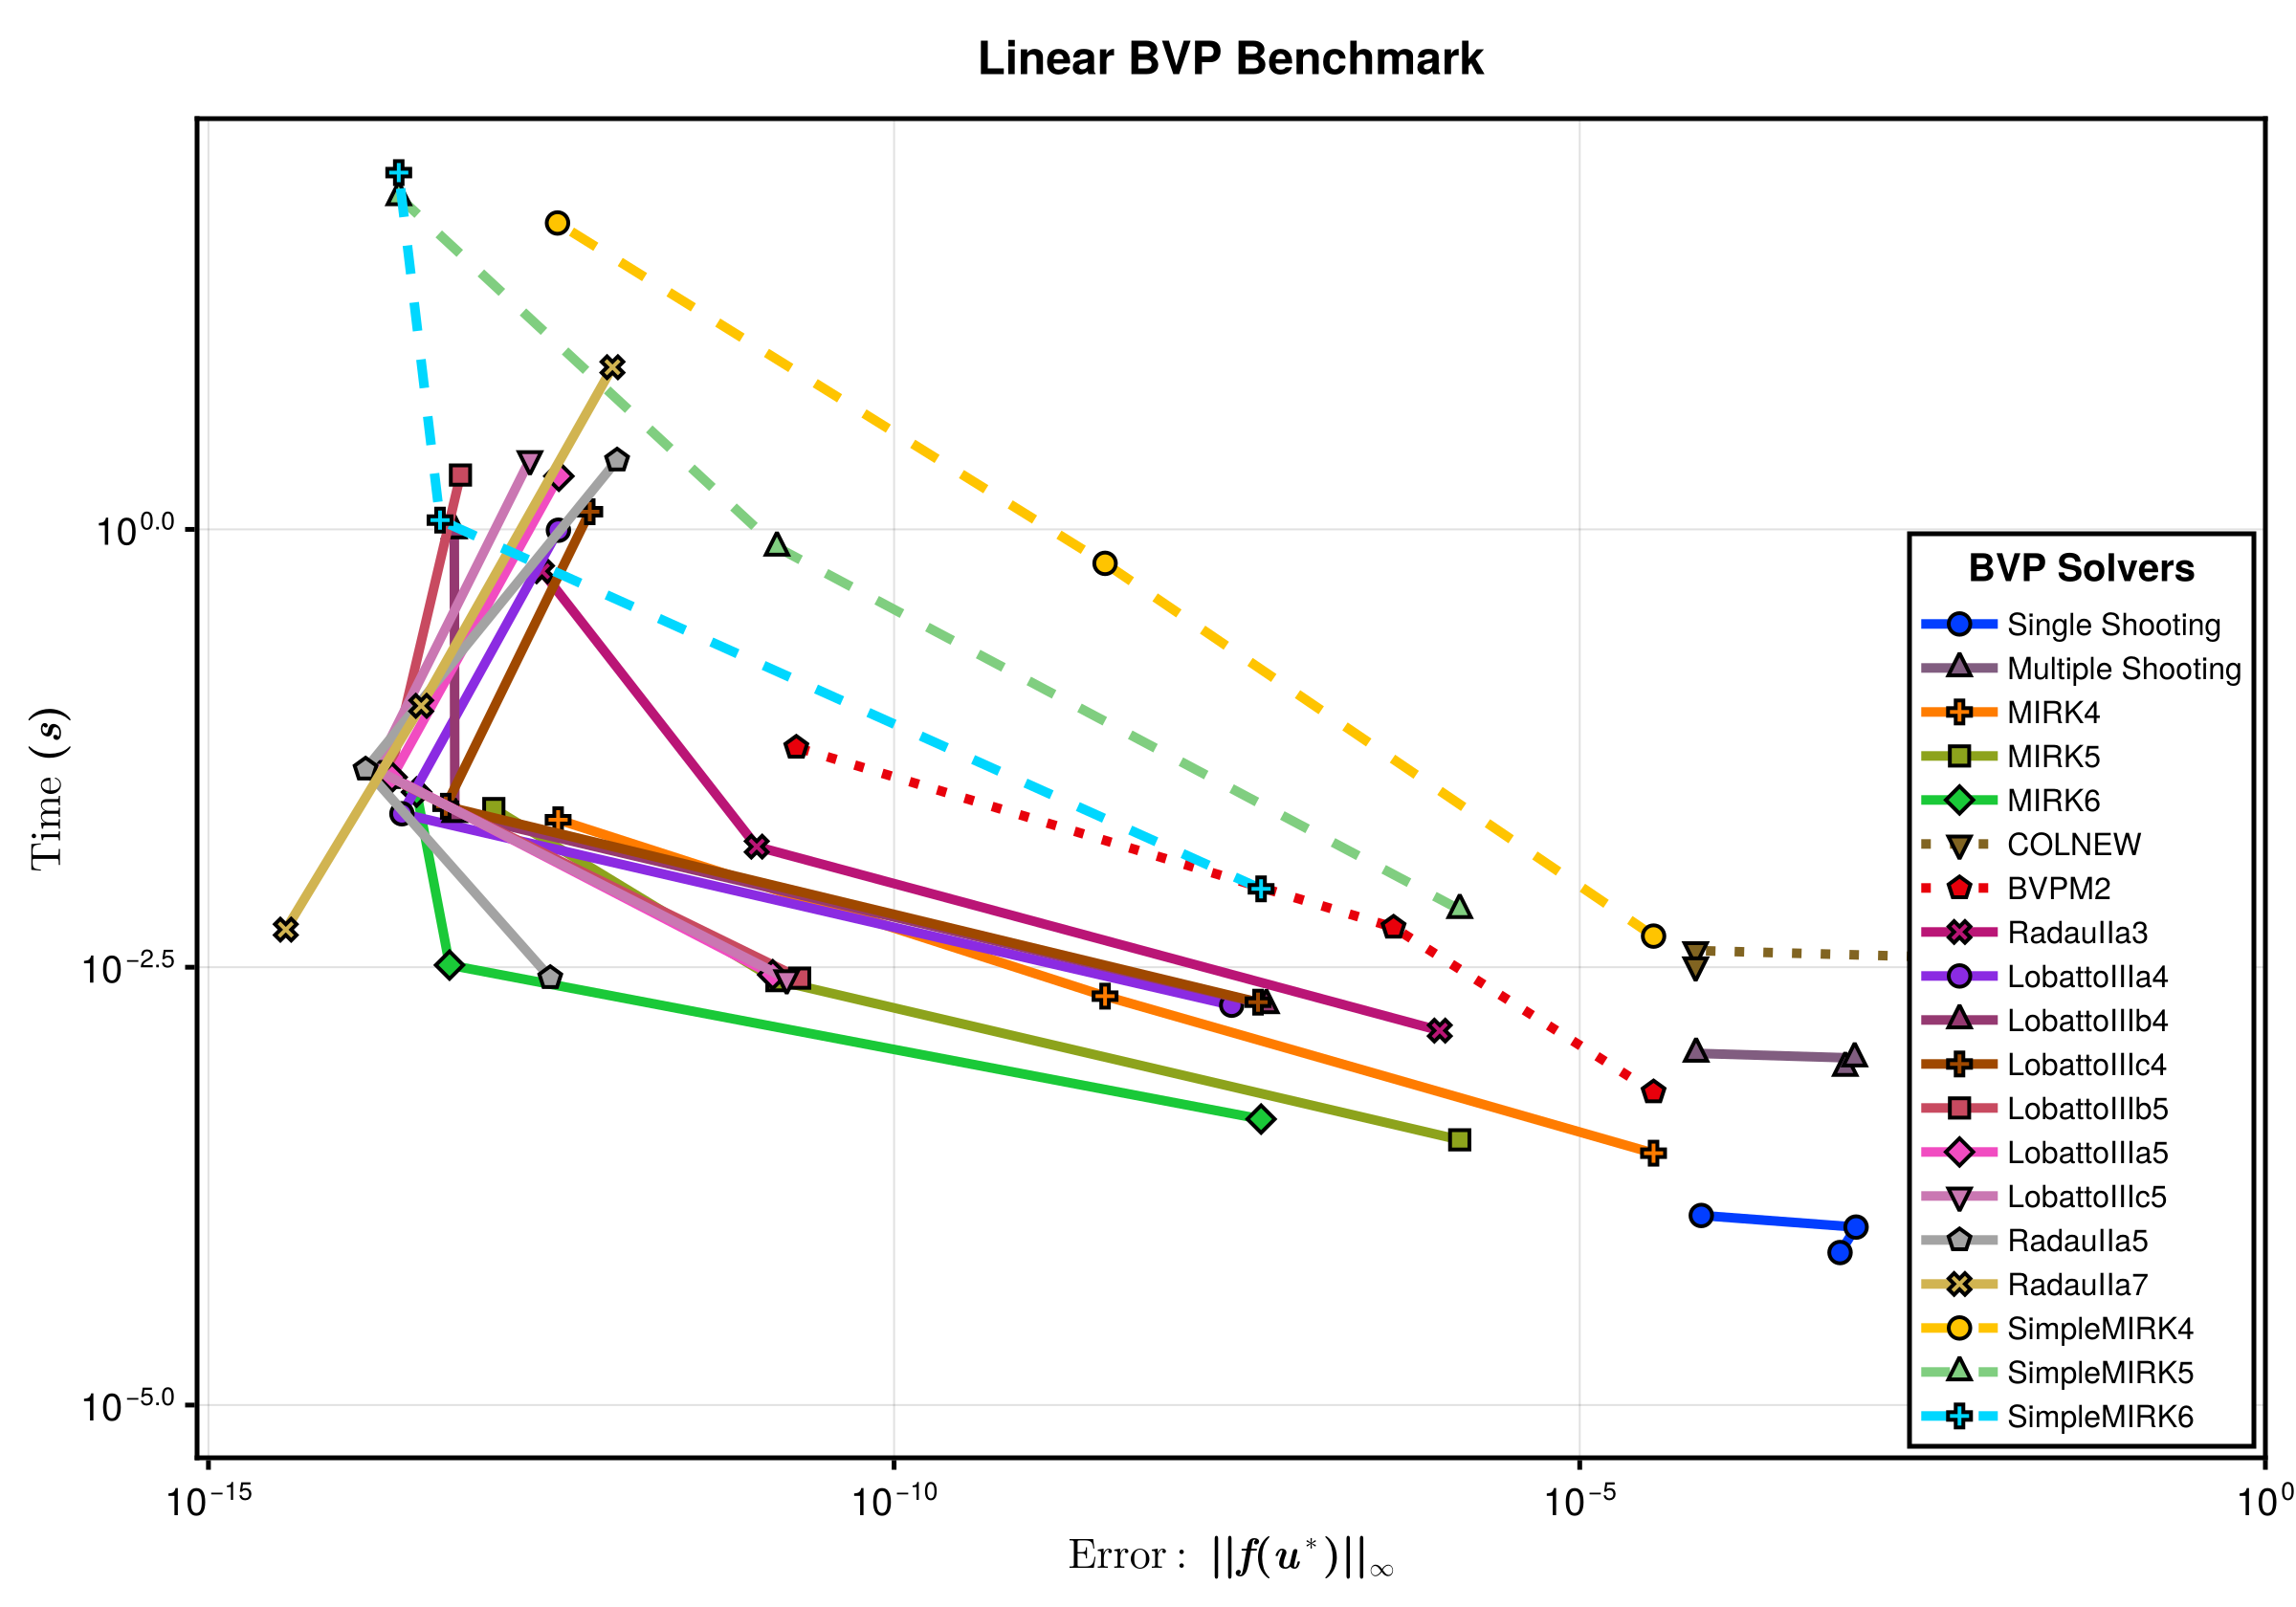 Linear BVP Benchmark
Time (s)
10^0.0
10^−2.5
10^−5.0
BVP Solvers
Single Shooting
Multiple Shooting
MIRK4
MIRK5
MIRK6
COLNEW
BVPM2
RadauIIa3
LobattoIIIa4
LobattoIIIb4
LobattoIIIc4
LobattoIIIb5
LobattoIIIa5
LobattoIIIc5
RadauIIa5
RadauIIa7
SimpleMIRK4
SimpleMIRK5
SimpleMIRK6
10^−15 10^−10 10^−5 10^0
Error: ||f(u*)||∞